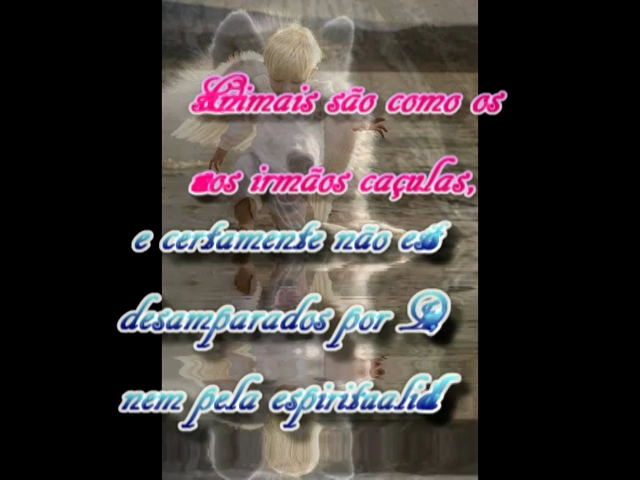 Animais são como os
irmãos caçulas,
e certamente não
desamparados por
nem pela